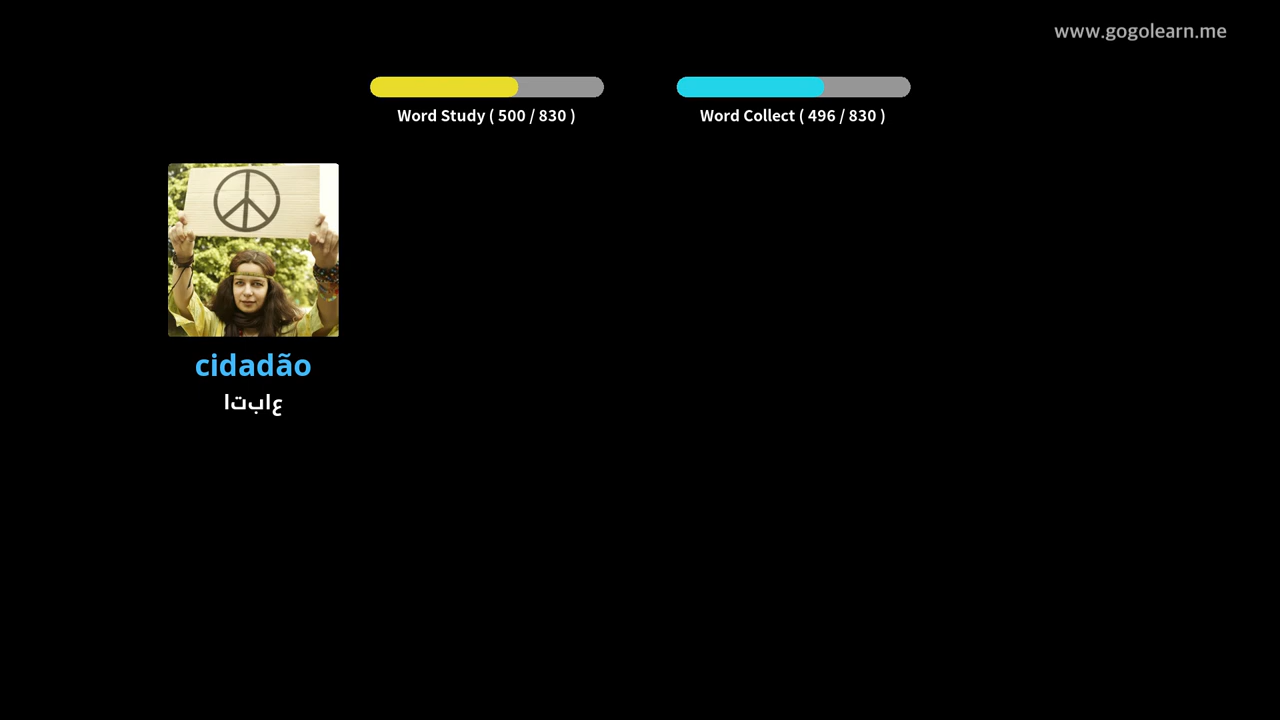 www.gogolearn.me
Word Study ( 500 / 830 )
Word Collect ( 496 / 830 )
cidadão
عابتا